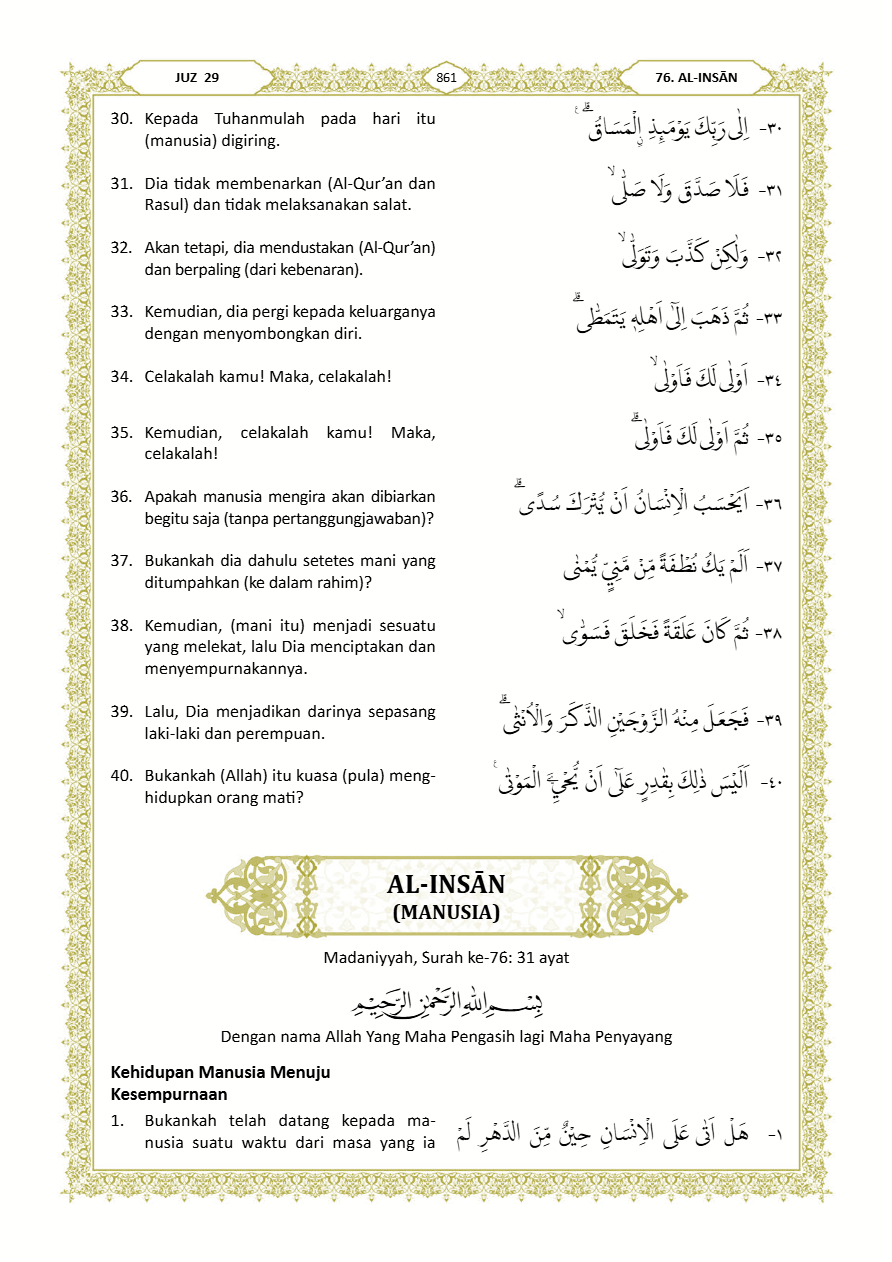 JUZ 29
861
76. AL-INSĀN
30. Kepada Tuhanmulah pada hari itu
(manusia) digiring.
٣٠- اِلٰى رَبِّكَ يَوْمَىِٕذِ ِۨالْمَسَاقُ ۗ ࣖ
31. Dia tidak membenarkan (Al-Qur’an dan
Rasul) dan tidak melaksanakan salat.
٣١- فَلَا صَدَّقَ وَلَا صَلّٰىۙ
32. Akan tetapi, dia mendustakan (Al-Qur’an)
dan berpaling (dari kebenaran).
٣٢- وَلٰكِنْ كَذَّبَ وَتَوَلّٰىۙ
33. Kemudian, dia pergi kepada keluarganya
dengan menyombongkan diri.
٣٣- ثُمَّ ذَهَبَ اِلٰٓى اَهْلِهٖ يَتَمَطّٰىۗ
34. Celakalah kamu! Maka, celakalah!
٣٤- اَوْلٰى لَكَ فَاَوْلٰىۙ
35. Kemudian, celakalah kamu! Maka,
celakalah!
٣٥- ثُمَّ اَوْلٰى لَكَ فَاَوْلٰىۗ
36. Apakah manusia mengira akan dibiarkan
begitu saja (tanpa pertanggungjawaban)?
٣٦- اَيَحْسَبُ الْاِنْسَانُ اَنْ يُّتْرَكَ سُدًىۗ
37. Bukankah dia dahulu setetes mani yang
ditumpahkan (ke dalam rahim)?
٣٧- اَلَمْ يَكُ نُطْفَةً مِّنْ مَّنِيٍّ يُّمْنٰى
38. Kemudian, (mani itu) menjadi sesuatu
yang melekat, lalu Dia menciptakan dan
menyempurnakannya.
٣٨- ثُمَّ كَانَ عَلَقَةً فَخَلَقَ فَسَوّٰىۙ
39. Lalu, Dia menjadikan darinya sepasang
laki-laki dan perempuan.
٣٩- فَجَعَلَ مِنْهُ الزَّوْجَيْنِ الذَّكَرَ وَالْاُنْثٰىۗ
40. Bukankah (Allah) itu kuasa (pula) meng-
hidupkan orang mati?
٤٠- اَلَيْسَ ذٰلِكَ بِقٰدِرٍ عَلٰٓى اَنْ يُّحْيِ َۧ الْمَوْتٰى ࣖ
AL-INSĀN
(MANUSIA)
Madaniyyah, Surah ke-76: 31 ayat
بِسْمِ اللّٰهِ الرَّحْمٰنِ الرَّحِيْمِ
Dengan nama Allah Yang Maha Pengasih lagi Maha Penyayang
Kehidupan Manusia Menuju
Kesempurnaan
1. Bukankah telah datang kepada ma-
nusia suatu waktu dari masa yang ia
١- هَلْ اَتٰى عَلَى الْاِنْسَانِ حِيْنٌ مِّنَ الدَّهْرِ لَمْ